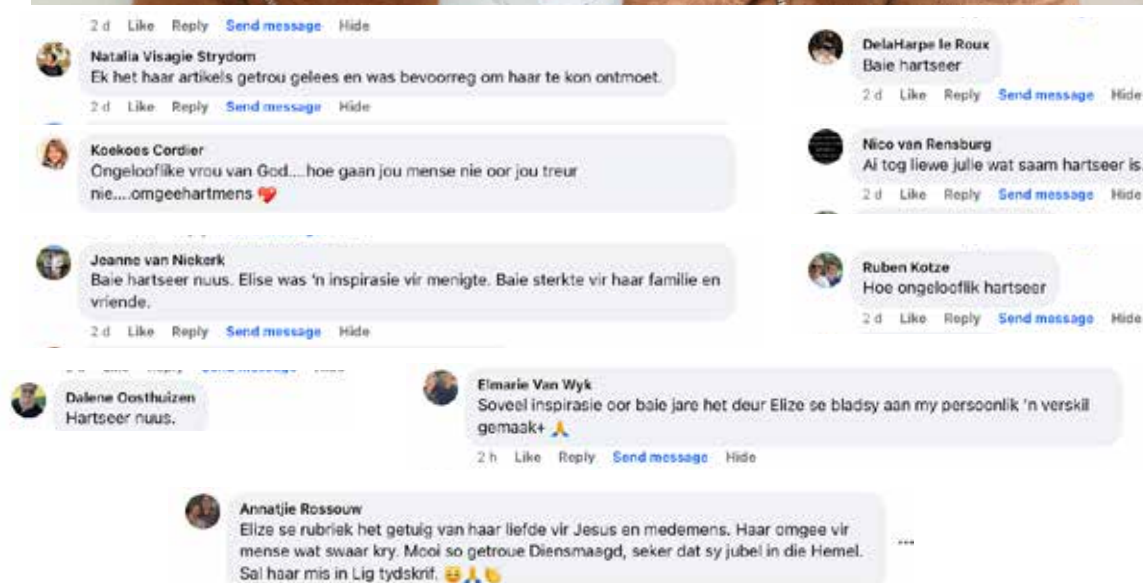 2 d Like Reply Send message Hide
Natalia Visagie Strydom
Ek het haar artikels getrou gelees en was bevoorreg om haar te kon ontmoet.
2 d Like Reply Send message Hide
Koekoes Cordier
Ongelooflike vrou van God....hoe gaan jou mense nie oor jou treur
nie....omgeehartmens
Jeanne van Niekerk
Baie hartseer nuus. Elise was 'n inspirasie vir menigte. Baie sterkte vir haar familie en
vriende.
2 d Like Reply Send message Hide
DelaHarpe le Roux
Baie hartseer
2 d Like Reply Send message Hide
Nico van Rensburg
Ai tog liewe julle wat saam hartseer is.
2 d Like Reply Send message Hide
Ruben Kotze
Hoe ongelooflik hartseer
2 d Like Reply Send message Hide
Dalene Oosthuizen
Hartseer nuus.
Elmarie Van Wyk
Soveel inspirasie oor baie jare het deur Elize se bladsy aan my persoonlik 'n verskil
gemaak+
2 h Like Reply Send message Hide
Annatjie Rossouw
Elize se rubriek het getuig van haar liefde vir Jesus en medemens. Haar omgee vir
mense wat swaar kry. Mooi so getroue Diensmaagd, seker dat sy jubel in die Hemel.
Sal haar mis in Lig tydskrif.